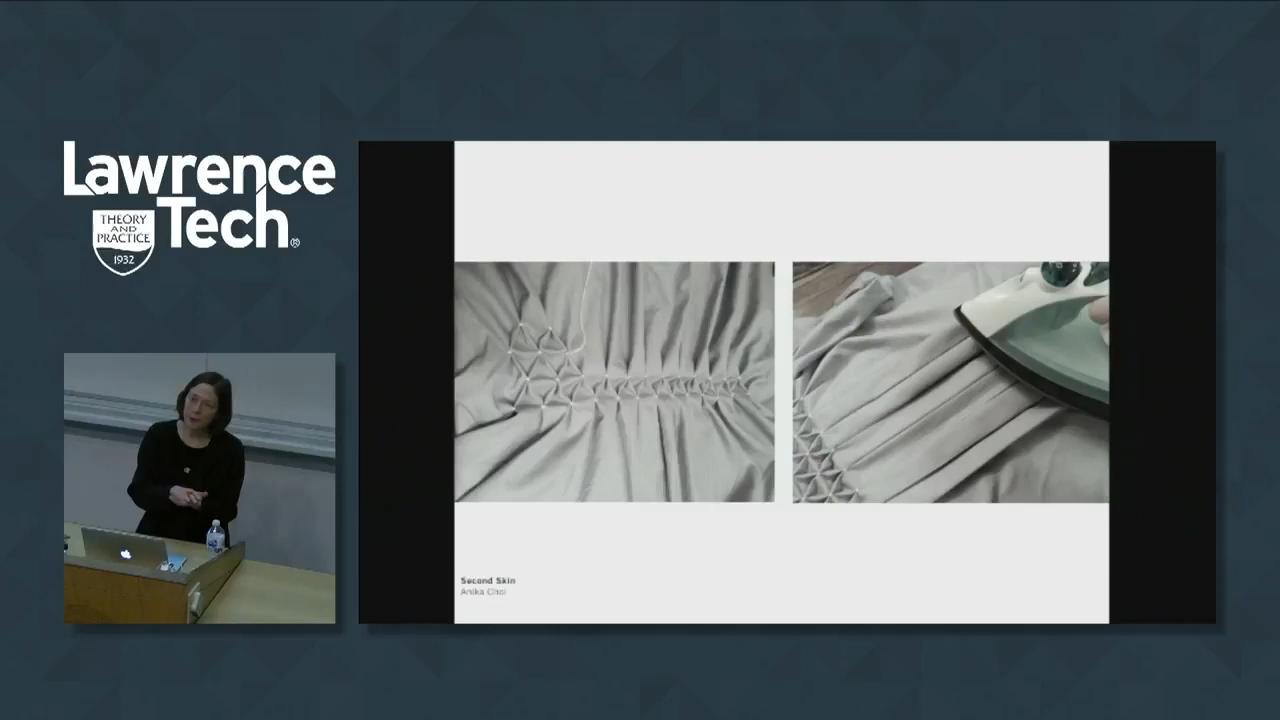 Lawrence
Tech®
THEORY
AND
PRACTICE
1932
Second Skin
Anika Choi